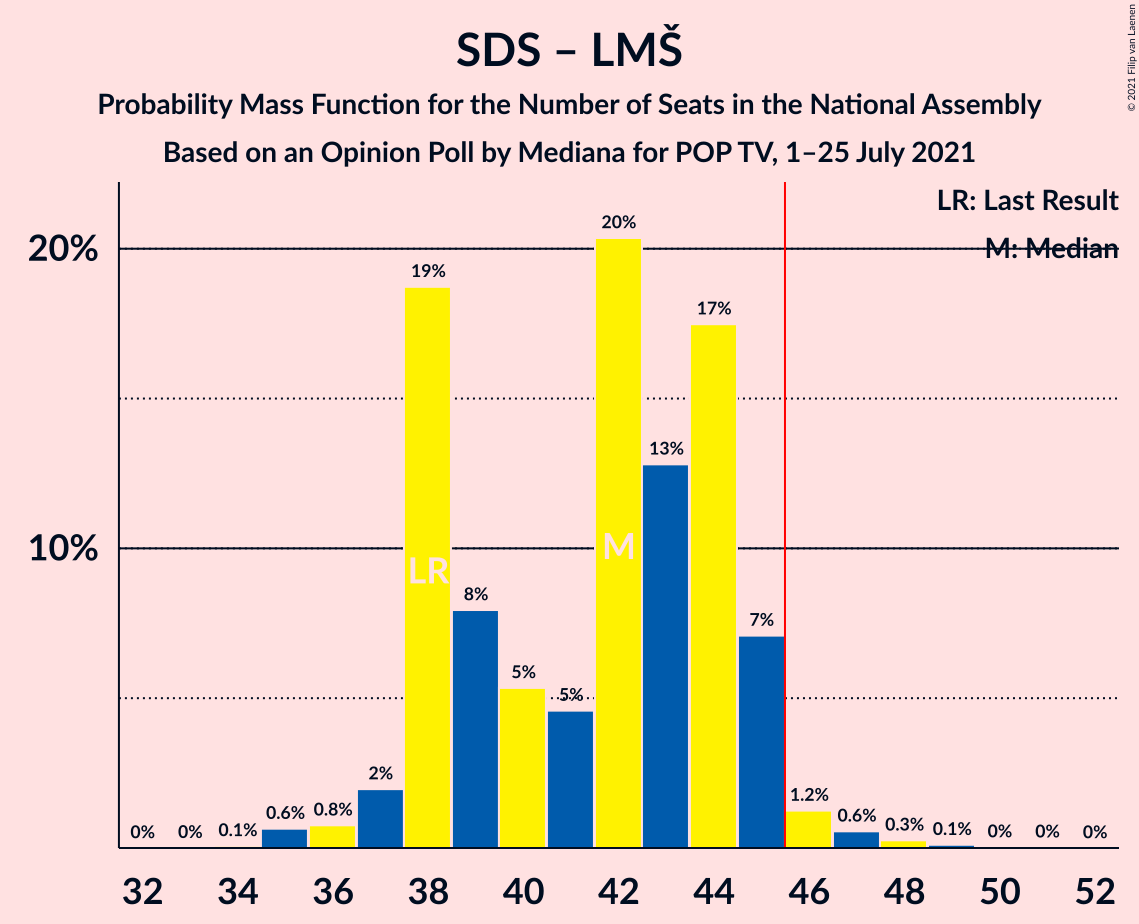 SDS – LMŠ
Probability Mass Function for the Number of Seats in the National Assembly
Based on an Opinion Poll by Mediana for POP TV, 1–25 July 2021
© 2021 Filip van Laenen
LR: Last Result
M: Median
20%
10%
0%
0%
0.1%
0.6%
0.8%
2%
19%
8%
5%
5%
20%
13%
17%
7%
1.2%
0.6%
0.3%
0.1%
0%
0%
0%
LR
M
32 34 36 38 40 42 44 46 48 50 52